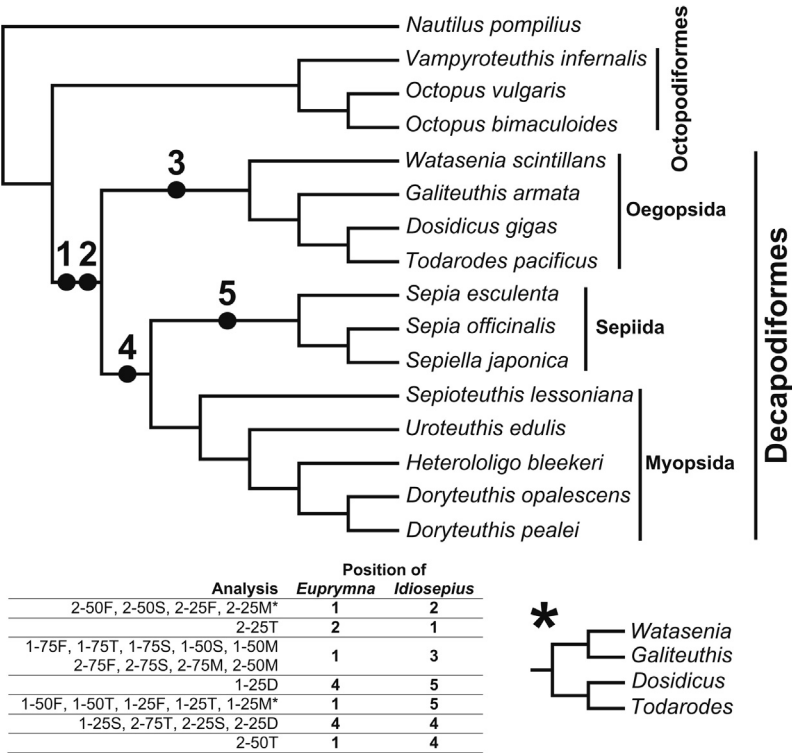 Nautilus pompilius
Vampyroteuthis infernalis
Octopus vulgaris
Octopus bimaculoides
Octopodiformes
3
Watasenia scintillans
Galiteuthis armata
Dosidicus gigas
Todarodes pacificus
Oegopsida
1 2
5
Sepia esculenta
Sepia officinalis
Sepiella japonica
Sepiida
4
Sepioteuthis lessoniana
Uroteuthis edulis
Heterololigo bleekeri
Doryteuthis opalescens
Doryteuthis pealei
Myopsida
Decapodiformes
Position of
Analysis Euprymna Idiosepius
2-50F, 2-50S, 2-25F, 2-25M* 1 2
2-25T 2 1
1-75F, 1-75T, 1-75S, 1-50S, 1-50M
2-75F, 2-75S, 2-75M, 2-50M 1 3
1-25D 4 5
1-50F, 1-50T, 1-25F, 1-25T, 1-25M* 1 5
1-25S, 2-75T, 2-25S, 2-25D 4 4
2-50T 1 4
*
Watasenia
Galiteuthis
Dosidicus
Todarodes